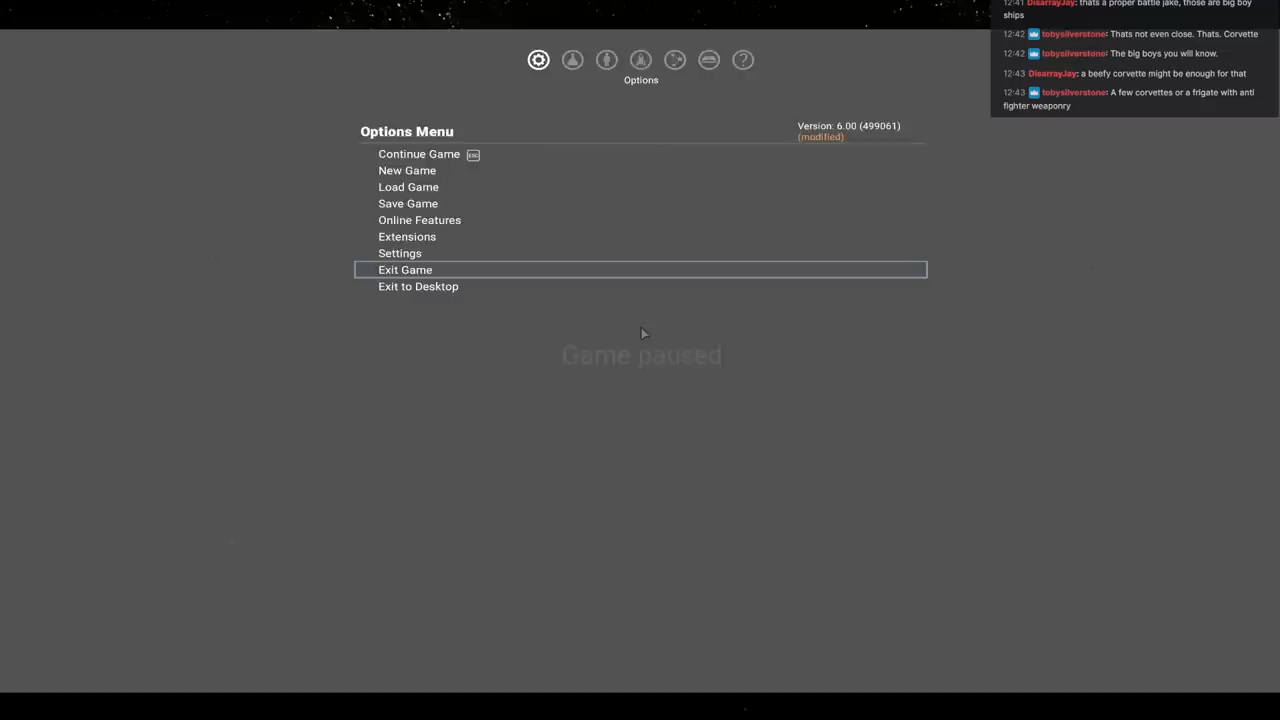 12:41 DisarrayJay: thats a proper battle jake, those are big boy
ships
12:42 tobysilverstone: Thats not even close. Thats. Corvette
12:42 tobysilverstone: The big boys you will know.
12:43 DisarrayJay: a beefy corvette might be enough for that
12:43 tobysilverstone: A few corvettes or a frigate with anti
fighter weaponry
Options
Options Menu
Version: 6.00 (499061)
(modified)
Continue Game ESC
New Game
Load Game
Save Game
Online Features
Extensions
Settings
Exit Game
Exit to Desktop
Game paused